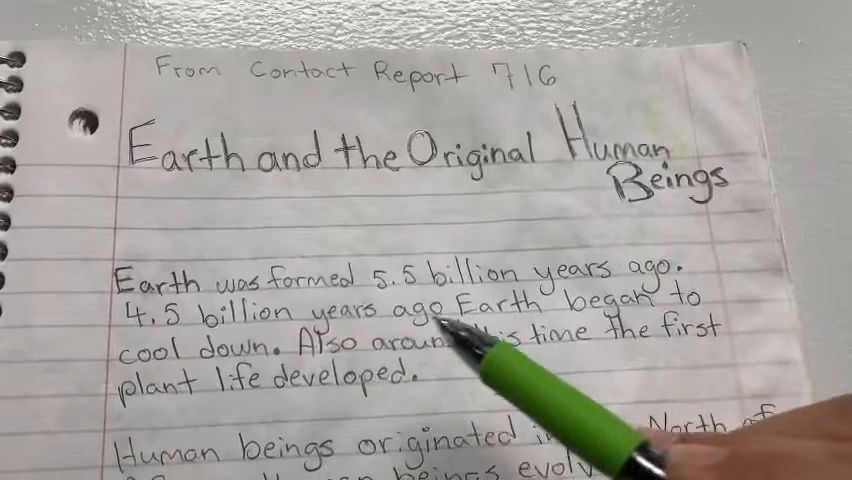 From Contact Report 716
Earth and the Original Human
Beings
Earth was formed 5.5 billion years ago.
4.5 billion years ago Earth began to
cool down. Also around this time the first
plant life developed.
Human beings originated in North of
beings evolv